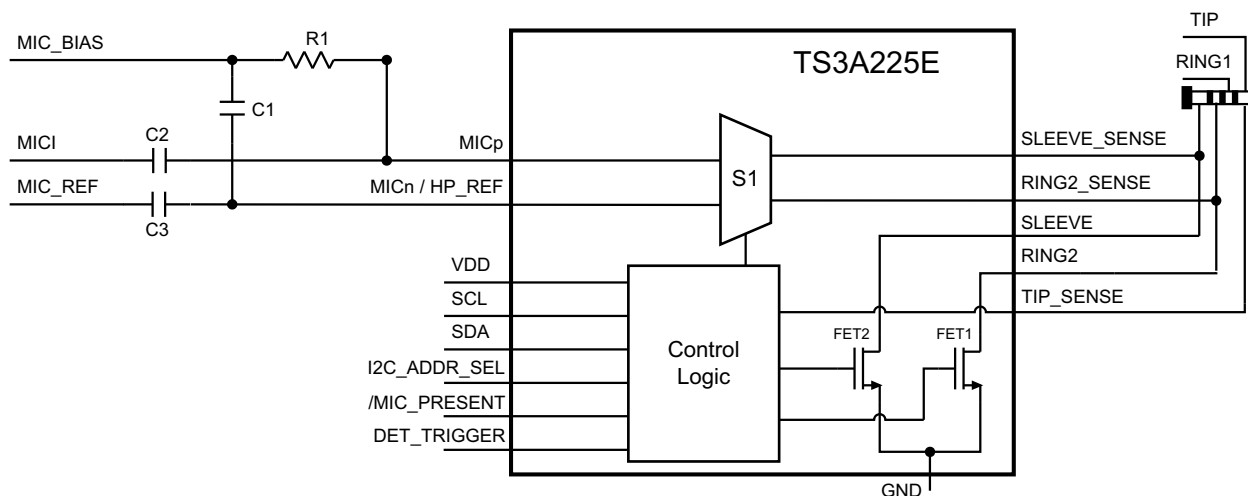 TIP
MIC_BIAS
R1
TS3A225E
RING1
C1
C2
MICI
MICp
SLEEVE_SENSE
S1
MIC_REF
MICn / HP_REF
RING2_SENSE
C3
SLEEVE
VDD
RING2
SCL
TIP_SENSE
SDA
FET2
FET1
Control
Logic
I2C_ADDR_SEL
/MIC_PRESENT
DET_TRIGGER
GND